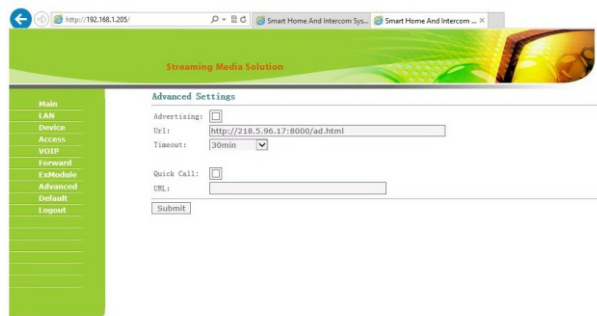 http://192.168.1.205/
Smart Home And Intercom Sys...
Smart Home And Intercom ...
Streaming Media Solution
Main
LAN
Device
Access
VOIP
Forward
ExModule
Advanced
Default
Logout
Advanced Settings
Advertising:
Url: http://218.5.96.17:8000/ad.html
Timeout: 30min
Quick Call:
URL:
Submit